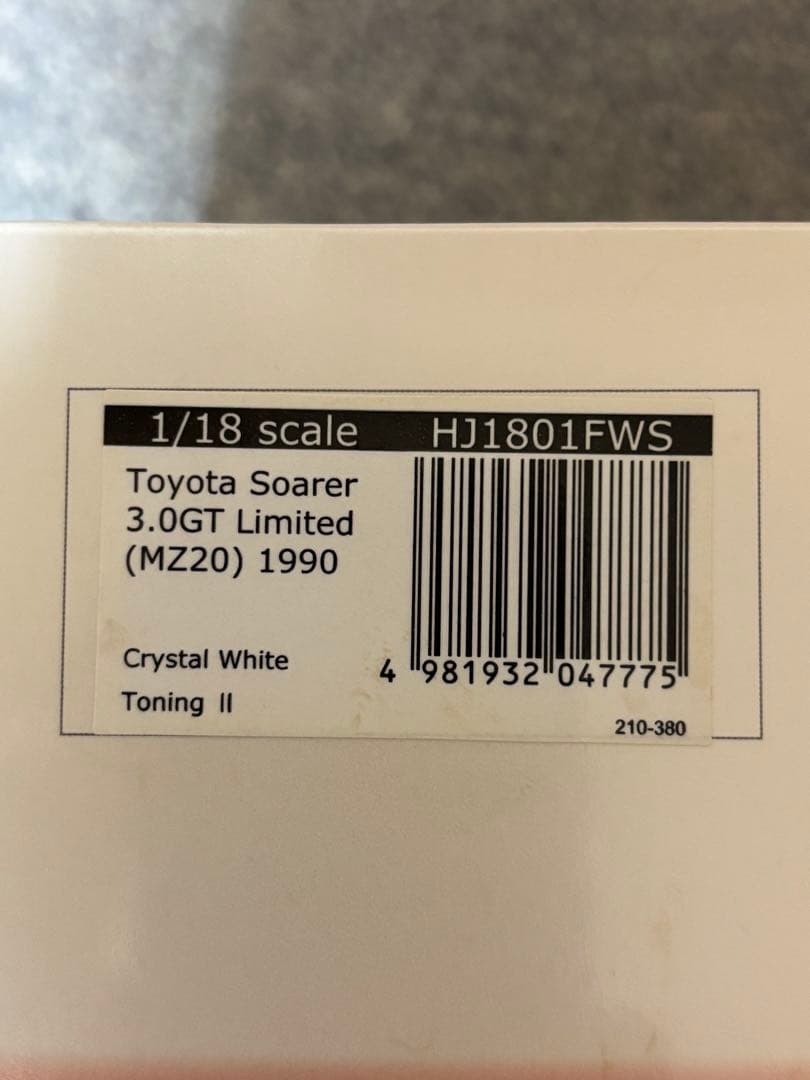 1/18 scale HJ1801FWS
Toyota Soarer
3.0GT Limited
(MZ20) 1990
Crystal White
Toning II
4 981932 047775
210-380